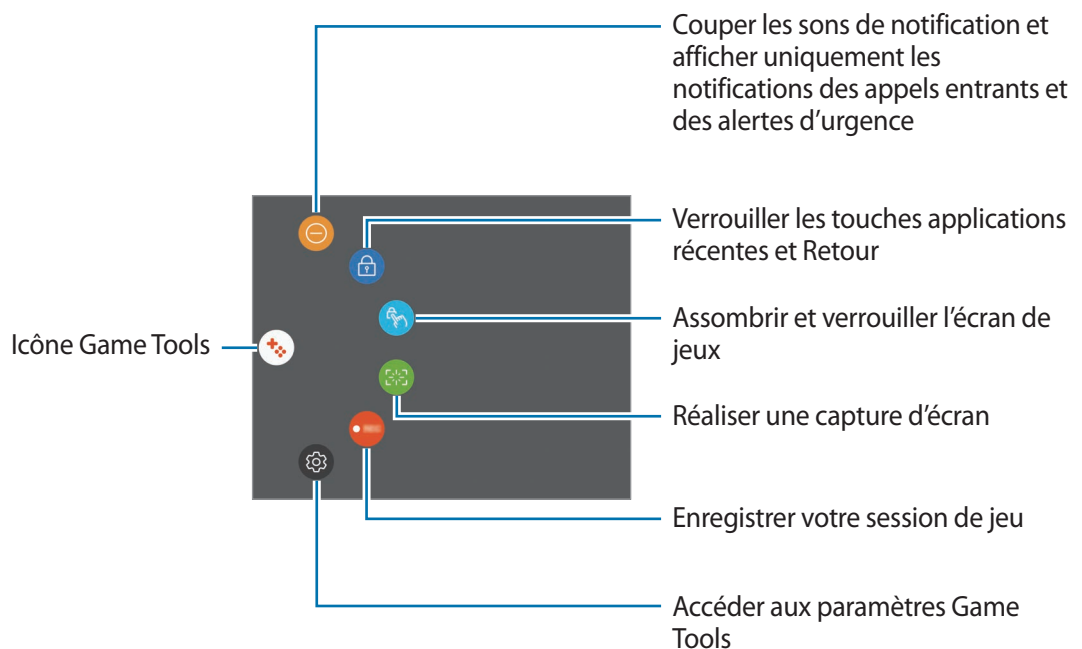 Couper les sons de notification et
afficher uniquement les
notifications des appels entrants et
des alertes d’urgence
Verrouiller les touches applications
récentes et Retour
Assombrir et verrouiller l’écran de
jeux
Icône Game Tools
Réaliser une capture d’écran
Enregistrer votre session de jeu
Accéder aux paramètres Game
Tools